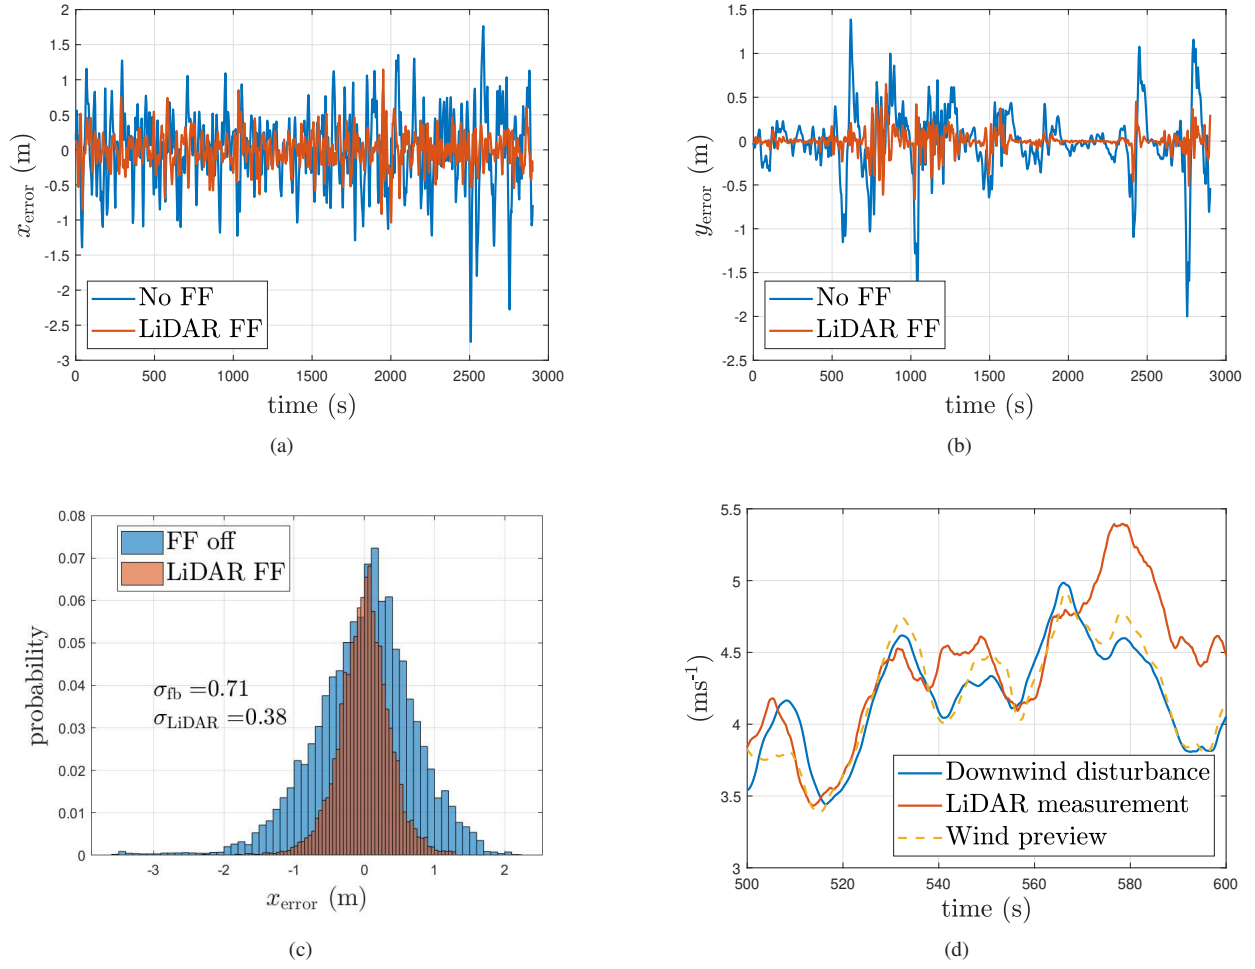 2
1.5
1
0.5
0
-0.5
-1
-1.5
-2
-2.5
-3
x_error (m)
No FF
LiDAR FF
0 500 1000 1500 2000 2500 3000
time (s)
(a)
1.5
1
0.5
0
-0.5
-1
-1.5
-2
-2.5
y_error (m)
No FF
LiDAR FF
0 500 1000 1500 2000 2500 3000
time (s)
(b)
0.08
0.07
0.06
0.05
0.04
0.03
0.02
0.01
0
probability
FF off
LiDAR FF
σ_fb =0.71
σ_LiDAR =0.38
-3 -2 -1 0 1 2
x_error (m)
(c)
5.5
5
4.5
4
3.5
3
(ms⁻¹)
Downwind disturbance
LiDAR measurement
Wind preview
500 520 540 560 580 600
time (s)
(d)